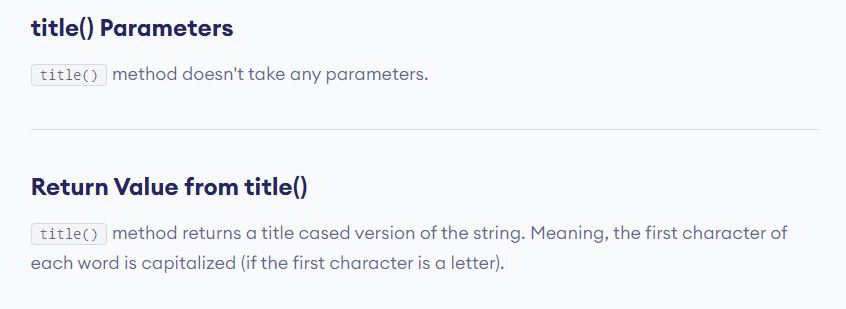 title() Parameters
title() method doesn't take any parameters.
Return Value from title()
title() method returns a title cased version of the string. Meaning, the first character of
each word is capitalized (if the first character is a letter).